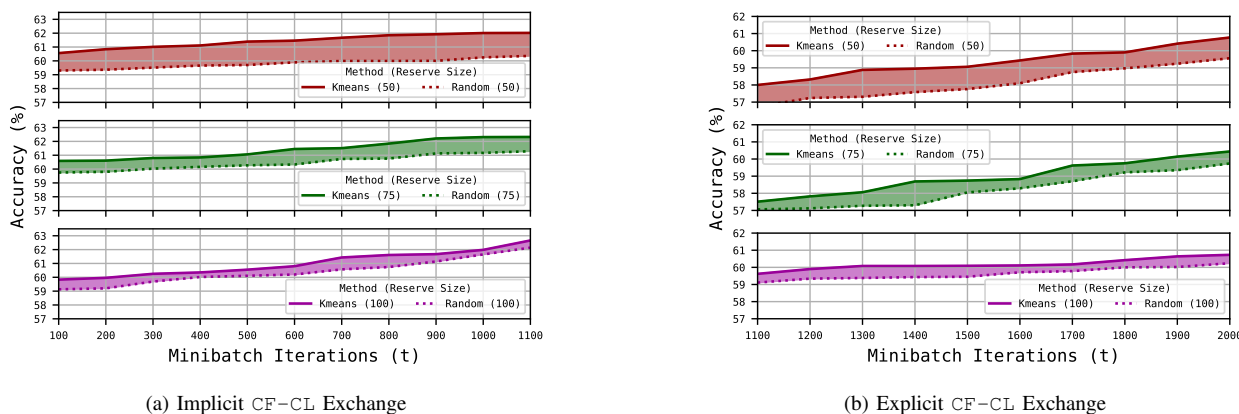 63
62
61
60
59
58
57
Method (Reserve Size)
Kmeans (50) Random (50)
63
62
61
60
59
58
57
Method (Reserve Size)
Kmeans (75) Random (75)
63
62
61
60
59
58
57
Method (Reserve Size)
Kmeans (100) Random (100)
Accuracy (%)
100 200 300 400 500 600 700 800 900 1000 1100
Minibatch Iterations (t)
(a) Implicit CF-CL Exchange
62
61
60
59
58
57
Method (Reserve Size)
Kmeans (50) Random (50)
62
61
60
59
58
57
Method (Reserve Size)
Kmeans (75) Random (75)
62
61
60
59
58
57
Method (Reserve Size)
Kmeans (100) Random (100)
Accuracy (%)
1100 1200 1300 1400 1500 1600 1700 1800 1900 2000
Minibatch Iterations (t)
(b) Explicit CF-CL Exchange